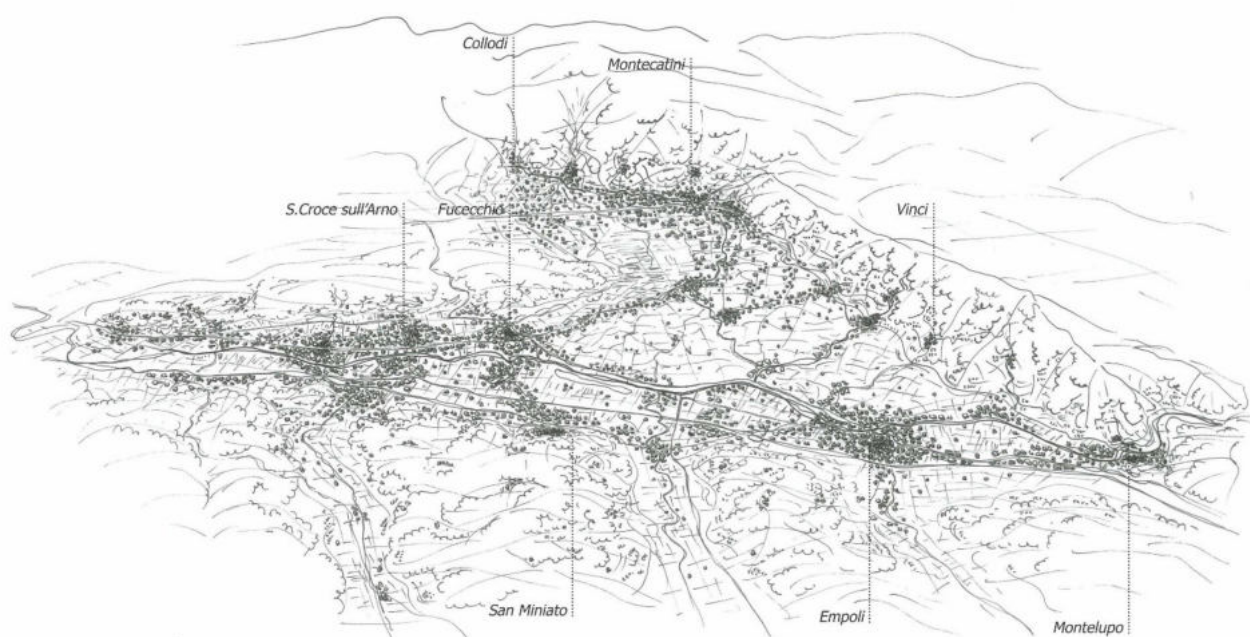 Collodi
Montecatini
S.Croce sull'Arno
Fucecchio
Vinci
San Miniato
Empoli
Montelupo